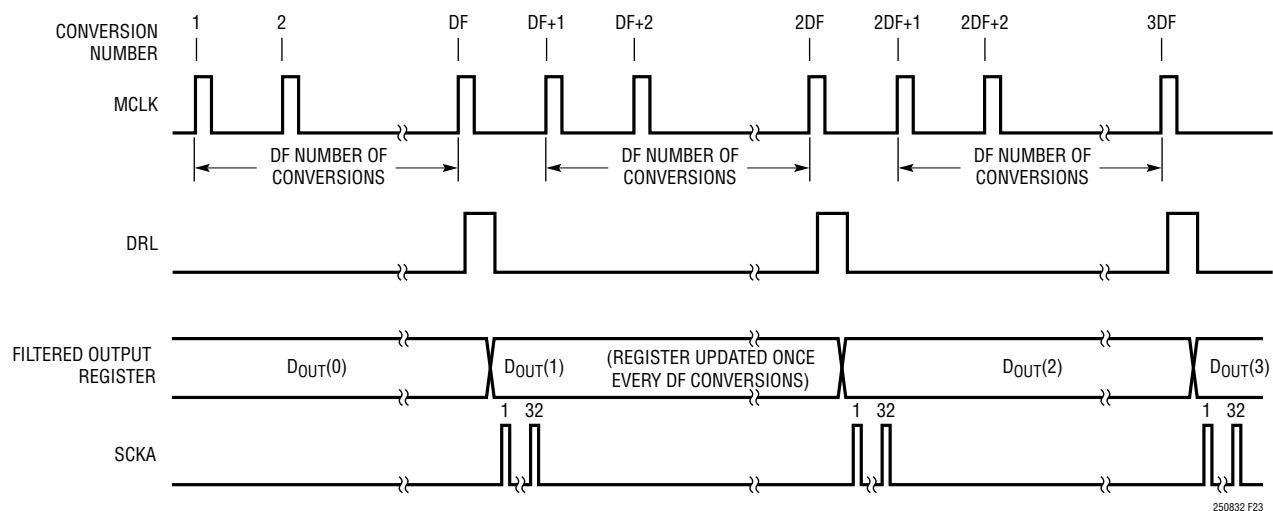 CONVERSION
NUMBER
1 2 DF DF+1 DF+2 2DF 2DF+1 2DF+2 3DF
MCLK
DF NUMBER OF
CONVERSIONS
DF NUMBER OF
CONVERSIONS
DF NUMBER OF
CONVERSIONS
DRL
FILTERED OUTPUT
REGISTER
DOUT(0)
DOUT(1)
(REGISTER UPDATED ONCE
EVERY DF CONVERSIONS)
DOUT(2)
DOUT(3)
1 32 1 32 1 32
SCKA
250832 F23